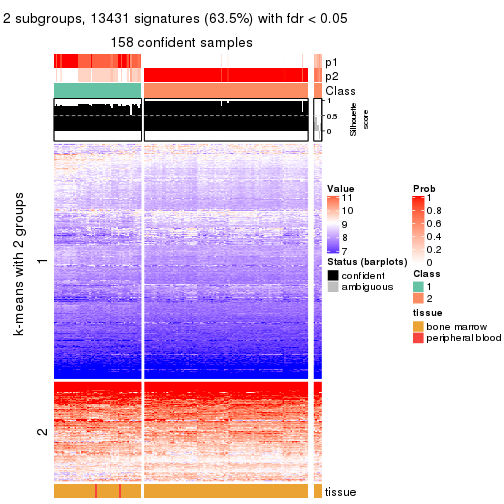 2 subgroups, 13431 signatures (63.5%) with fdr < 0.05
158 confident samples
p1
p2
Class
1
0.5
0
Silhouette
score
k-means with 2 groups
1
2
tissue
Value
11
10
9
8
7
Status (barplots)
confident
ambiguous
Prob
1
0.8
0.6
0.4
0.2
0
Class
1
2
tissue
bone marrow
peripheral blood